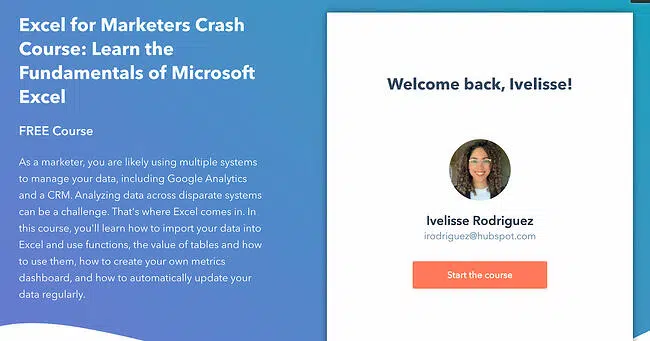 Excel for Marketers Crash
Course: Learn the
Fundamentals of Microsoft
Excel
FREE Course
As a marketer, you are likely using multiple systems
to manage your data, including Google Analytics
and a CRM. Analyzing data across disparate systems
can be a challenge. That's where Excel comes in. In
this course, you'll learn how to import your data into
Excel and use functions, the value of tables and how
to use them, how to create your own metrics
dashboard, and how to automatically update your
data regularly.
Welcome back, Ivelisse!
Ivelisse Rodriguez
irodriguez@hubspot.com
Start the course